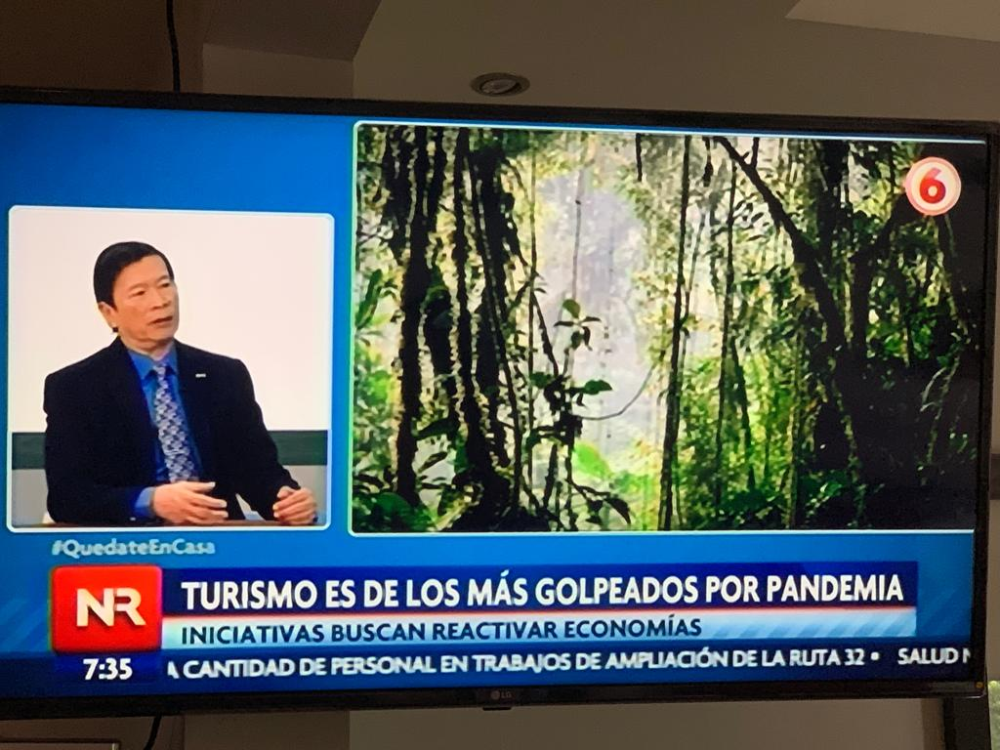 6
#QuedateEnCasa
NR
TURISMO ES DE LOS MÁS GOLPEADOS POR PANDEMIA
INICIATIVAS BUSCAN REACTIVAR ECONOMÍAS
7:35
A CANTIDAD DE PERSONAL EN TRABAJOS DE AMPLIACIÓN DE LA RUTA 32 • SALUD N
LG